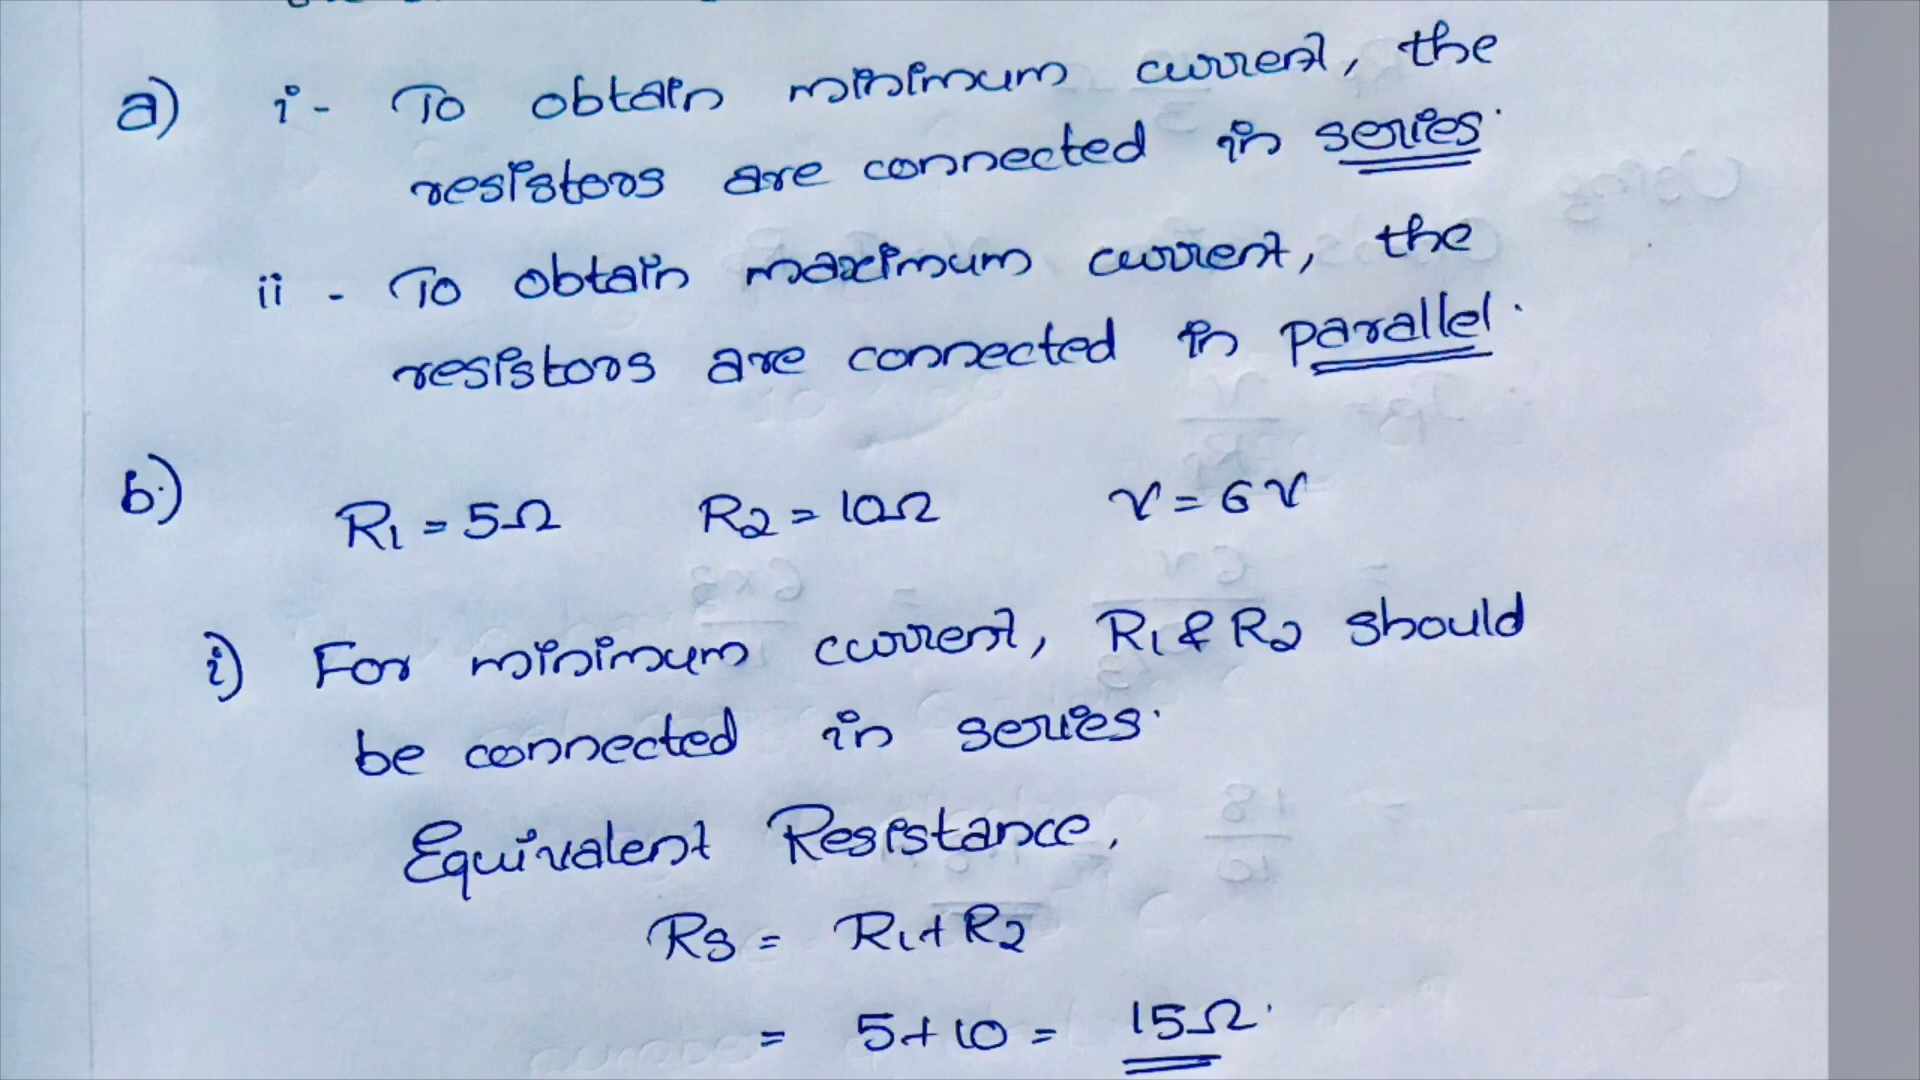 a) i - To obtain minimum current, the
resistors are connected in series.
ii - To obtain maximum current, the
resistors are connected in parallel.
b.) R1 = 5Ω R2 = 10Ω V = 6V
i) For minimum current, R1 & R2 should
be connected in series.
Equivalent Resistance,
Rs = R1 + R2
= 5 + 10 = 15Ω.